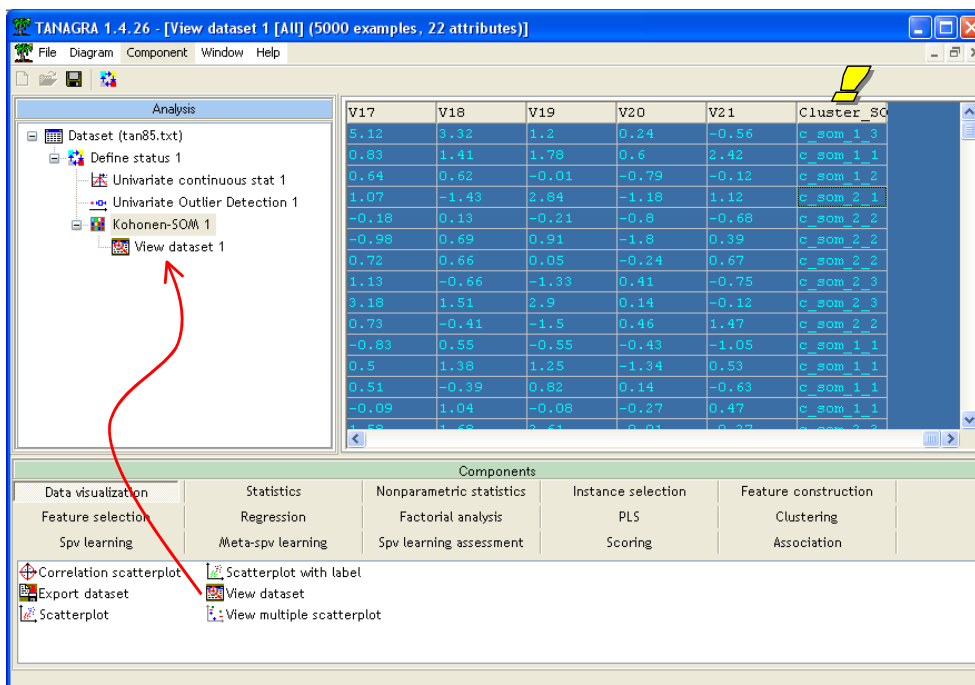 TANAGRA 1.4.26 - [View dataset 1 [All] (5000 examples, 22 attributes)]
File Diagram Component Window Help
Analysis
Dataset (tan85.txt)
Define status 1
Univariate continuous stat 1
Univariate Outlier Detection 1
Kohonen-SOM 1
View dataset 1
V17 V18 V19 V20 V21 Cluster_SO
5.12 3.32 1.2 0.24 -0.56 c_som_1_3
0.83 1.41 1.78 0.6 2.42 c_som_1_1
0.64 0.62 -0.01 -0.79 -0.12 c_som_1_2
1.07 -1.43 2.84 -1.18 1.12 c_som_2_1
-0.18 0.13 -0.21 -0.8 -0.68 c_som_2_2
-0.98 0.69 0.91 -1.8 0.39 c_som_2_2
0.72 0.66 0.05 -0.24 0.67 c_som_2_2
1.13 -0.66 -1.33 0.41 -0.75 c_som_2_3
3.18 1.51 2.9 0.14 -0.12 c_som_2_3
0.73 -0.41 -1.5 0.46 1.47 c_som_2_2
-0.83 0.55 -0.55 -0.43 -1.05 c_som_1_1
0.5 1.38 1.25 -1.34 0.53 c_som_1_1
0.51 -0.39 0.82 0.14 -0.63 c_som_1_1
-0.09 1.04 -0.08 -0.27 0.47 c_som_1_1
Components
Data visualization Statistics Nonparametric statistics Instance selection Feature construction
Feature selection Regression Factorial analysis PLS Clustering
Spv learning Meta-spv learning Spv learning assessment Scoring Association
Correlation scatterplot Scatterplot with label
Export dataset View dataset
Scatterplot View multiple scatterplot